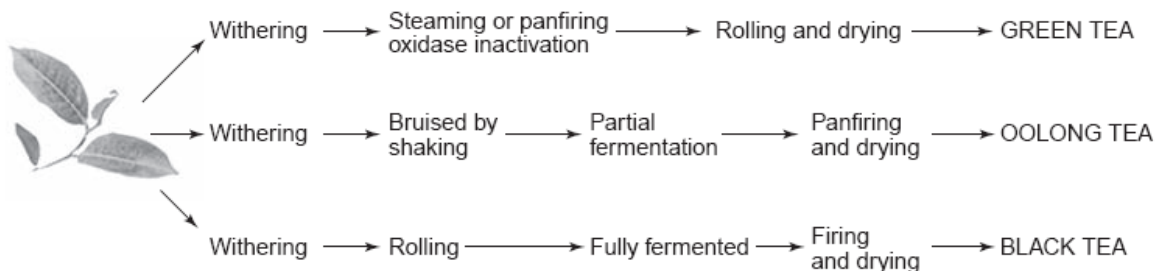 Withering
Steaming or panfiring
oxidase inactivation
Rolling and drying
GREEN TEA
Withering
Bruised by
shaking
Partial
fermentation
Panfiring
and drying
OOLONG TEA
Withering
Rolling
Fully fermented
Firing
and drying
BLACK TEA